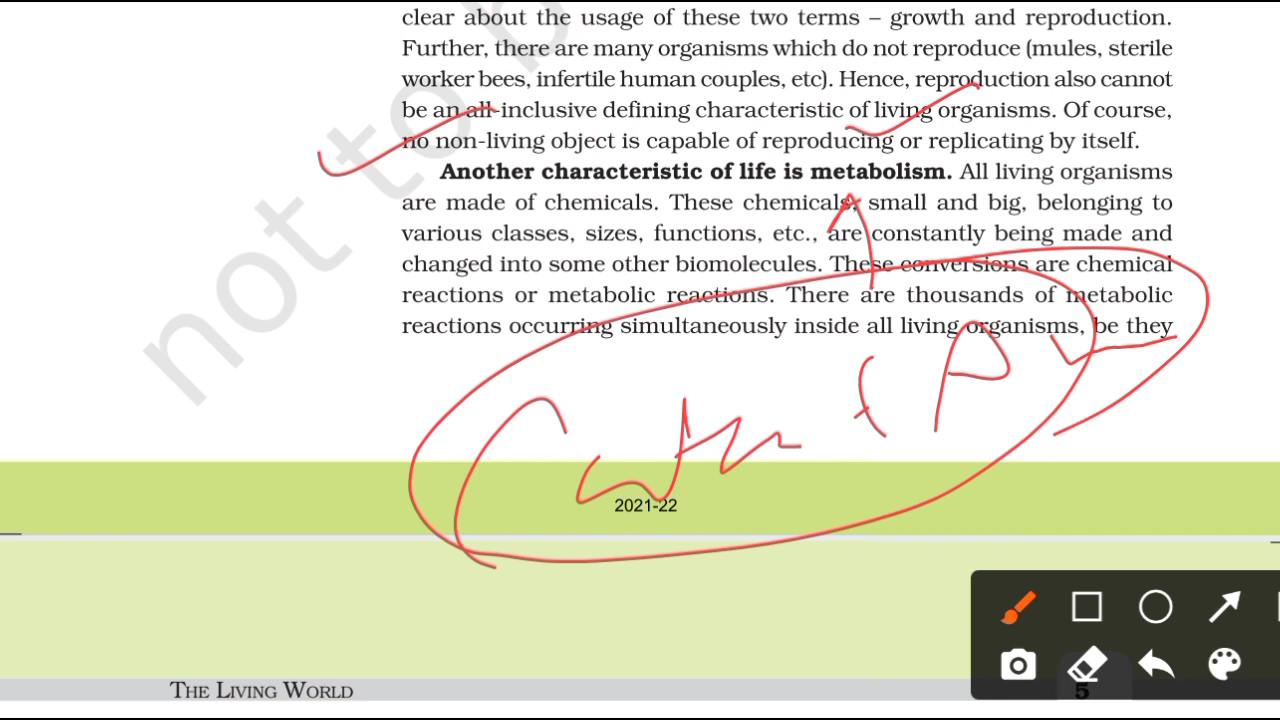 clear about the usage of these two terms – growth and reproduction.
Further, there are many organisms which do not reproduce (mules, sterile
worker bees, infertile human couples, etc). Hence, reproduction also cannot
be an all-inclusive defining characteristic of living organisms. Of course,
no non-living object is capable of reproducing or replicating by itself.
Another characteristic of life is metabolism. All living organisms
are made of chemicals. These chemicals, small and big, belonging to
various classes, sizes, functions, etc., are constantly being made and
changed into some other biomolecules. These conversions are chemical
reactions or metabolic reactions. There are thousands of metabolic
reactions occurring simultaneously inside all living organisms, be they
not to b
2021-22
THE LIVING WORLD
5